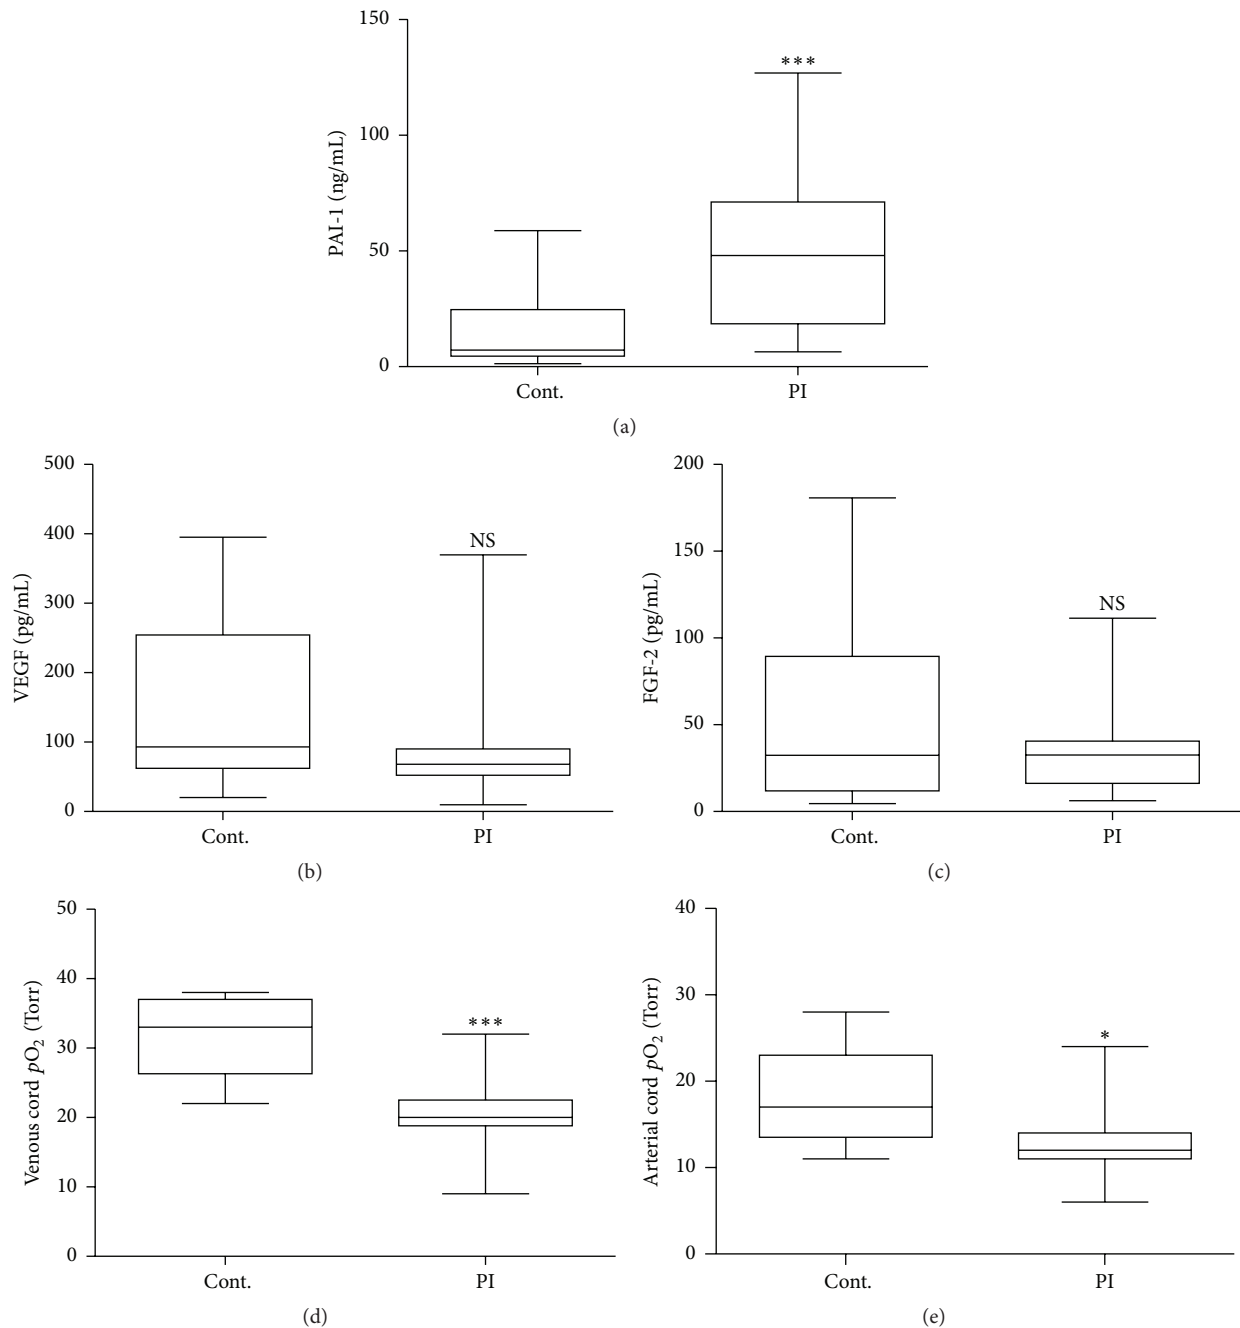 150
***
100
PAI-1 (ng/mL)
50
0
Cont.
PI
(a)
500
400
NS
300
VEGF (pg/mL)
200
100
0
Cont.
PI
(b)
200
150
NS
100
FGF-2 (pg/mL)
50
0
Cont.
PI
(c)
50
40
***
30
Venous cord pO₂ (Torr)
20
10
0
Cont.
PI
(d)
40
30
*
20
Arterial cord pO₂ (Torr)
10
0
Cont.
PI
(e)